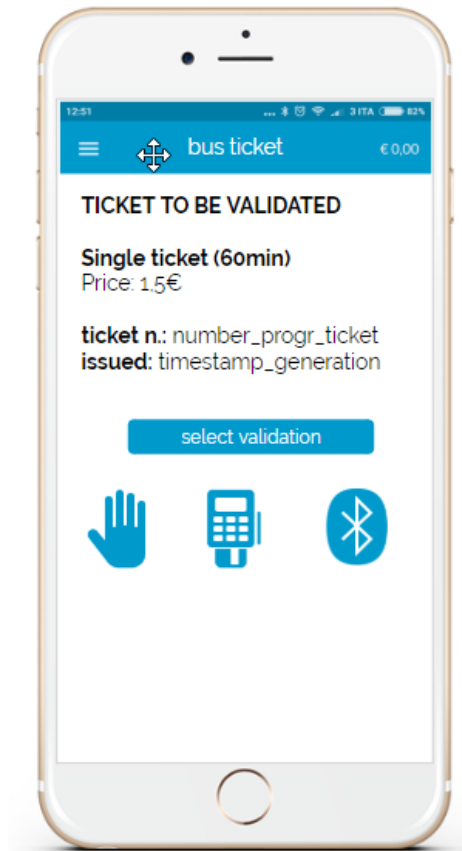 12:51 ... 3 ITA 82%
bus ticket € 0,00
TICKET TO BE VALIDATED
Single ticket (60min)
Price: 1,5€
ticket n.: number_progr_ticket
issued: timestamp_generation
select validation